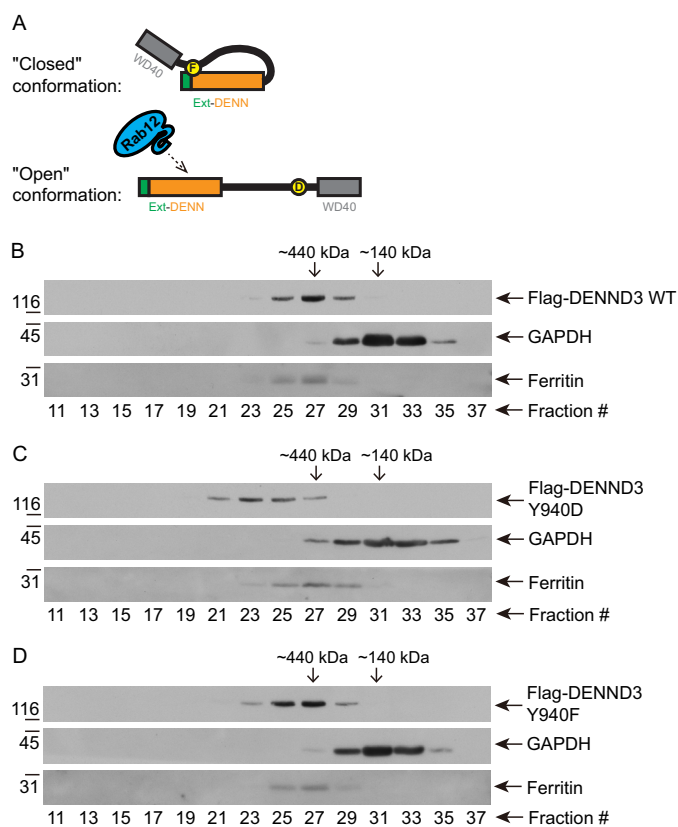 A
"Closed"
conformation:
WD40
F
Ext-DENN
Rab12
"Open"
conformation:
D
Ext-DENN
WD40
B
~440 kDa ~140 kDa
116
Flag-DENND3 WT
45
GAPDH
31
Ferritin
11 13 15 17 19 21 23 25 27 29 31 33 35 37 Fraction #
C
~440 kDa ~140 kDa
116
Flag-DENND3
Y940D
45
GAPDH
31
Ferritin
11 13 15 17 19 21 23 25 27 29 31 33 35 37 Fraction #
D
~440 kDa ~140 kDa
116
Flag-DENND3
Y940F
45
GAPDH
31
Ferritin
11 13 15 17 19 21 23 25 27 29 31 33 35 37 Fraction #